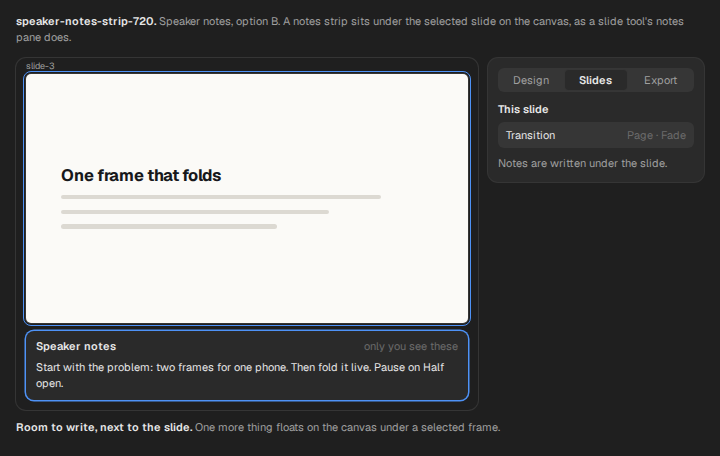 speaker-notes-strip-720. Speaker notes, option B. A notes strip sits under the selected slide on the canvas, as a slide tool's notes
pane does.
slide-3
One frame that folds
Speaker notes
only you see these
Start with the problem: two frames for one phone. Then fold it live. Pause on Half
open.
Design
Slides
Export
This slide
Transition
Page · Fade
Notes are written under the slide.
Room to write, next to the slide. One more thing floats on the canvas under a selected frame.